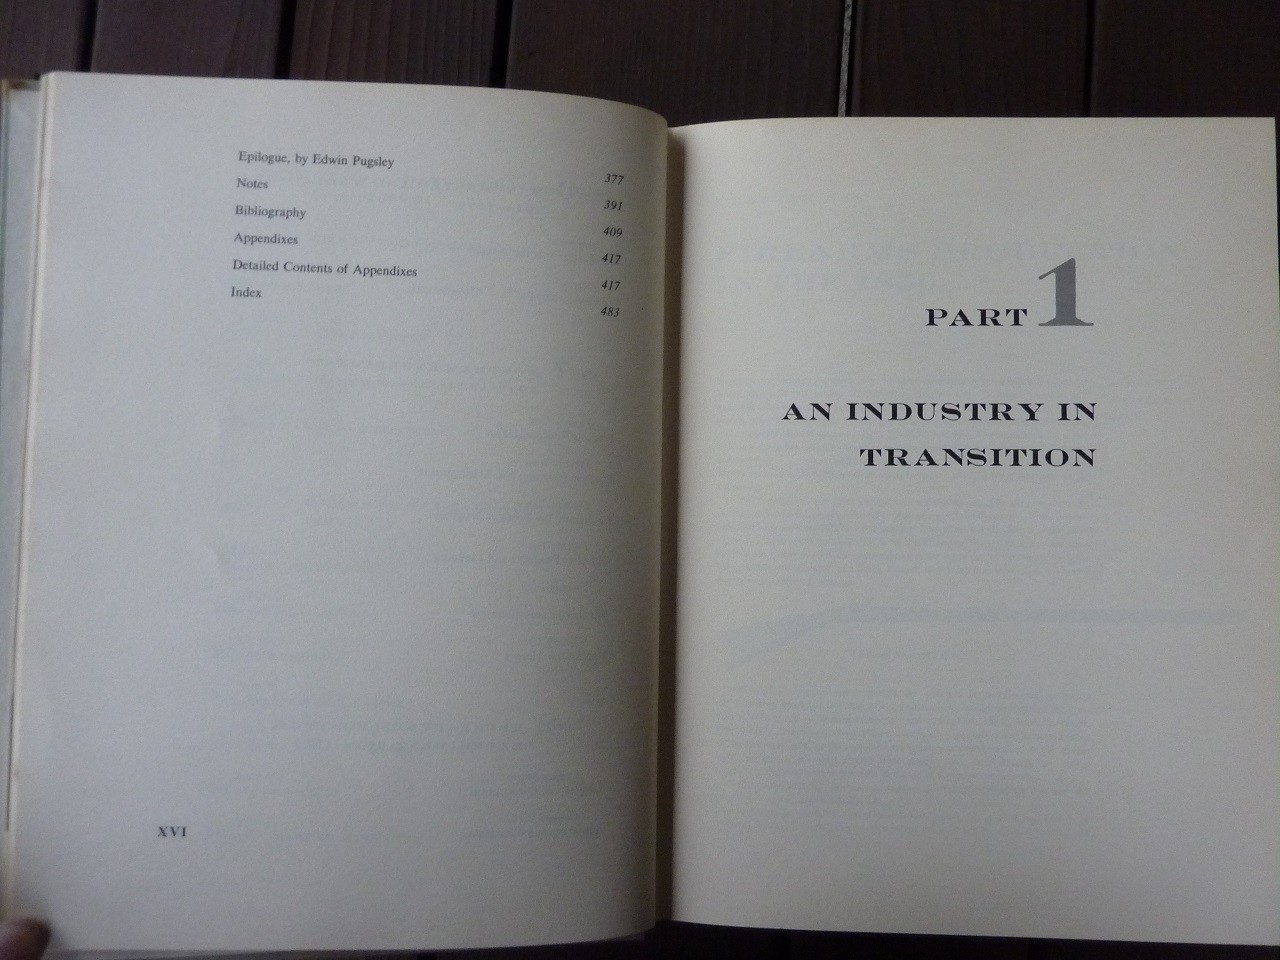 Epilogue, by Edwin Pugsley 377
Notes 391
Bibliography 409
Appendixes 417
Detailed Contents of Appendixes 417
Index 483
XVI
PART 1
AN INDUSTRY IN
TRANSITION